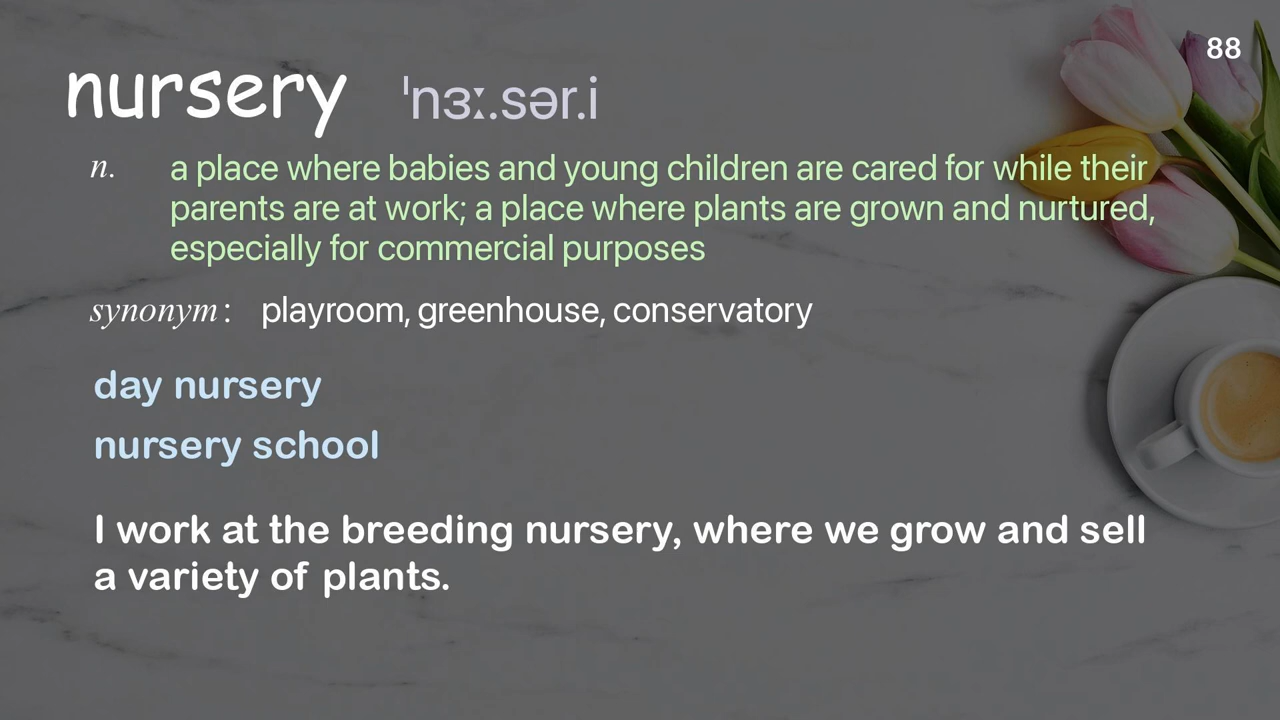 88
nursery ˈnɜː.sər.i
n. a place where babies and young children are cared for while their
parents are at work; a place where plants are grown and nurtured,
especially for commercial purposes
synonym: playroom, greenhouse, conservatory
day nursery
nursery school
I work at the breeding nursery, where we grow and sell
a variety of plants.